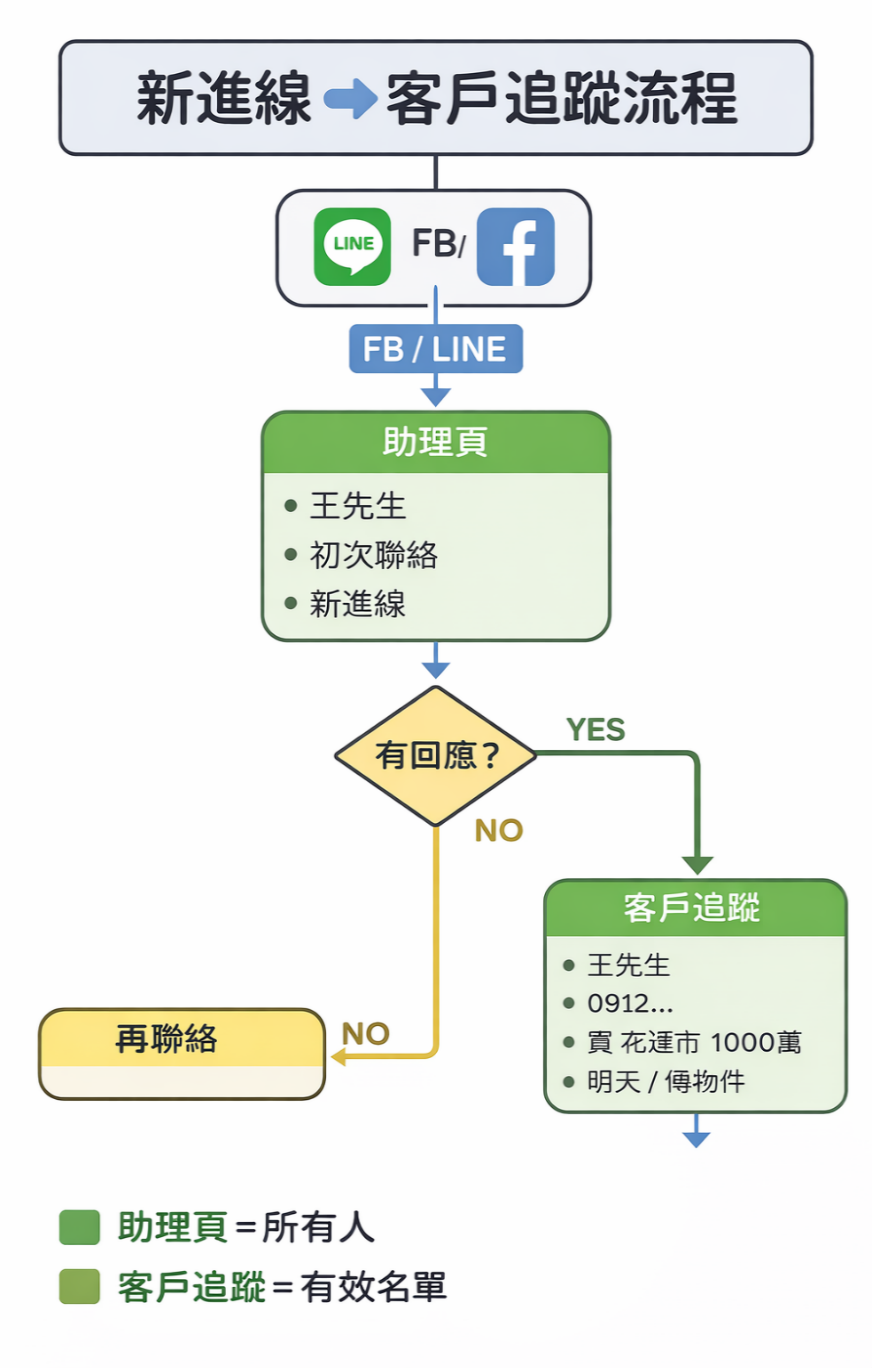 新進線➡客戶追蹤流程
LINE FB/ f
FB / LINE
助理頁
• 王先生
• 初次聯絡
• 新進線
有回應？
YES
NO
客戶追蹤
• 王先生
• 0912...
• 買 花蓮市 1000萬
• 明天 / 傳物件
再聯絡
NO
助理頁=所有人
客戶追蹤=有效名單